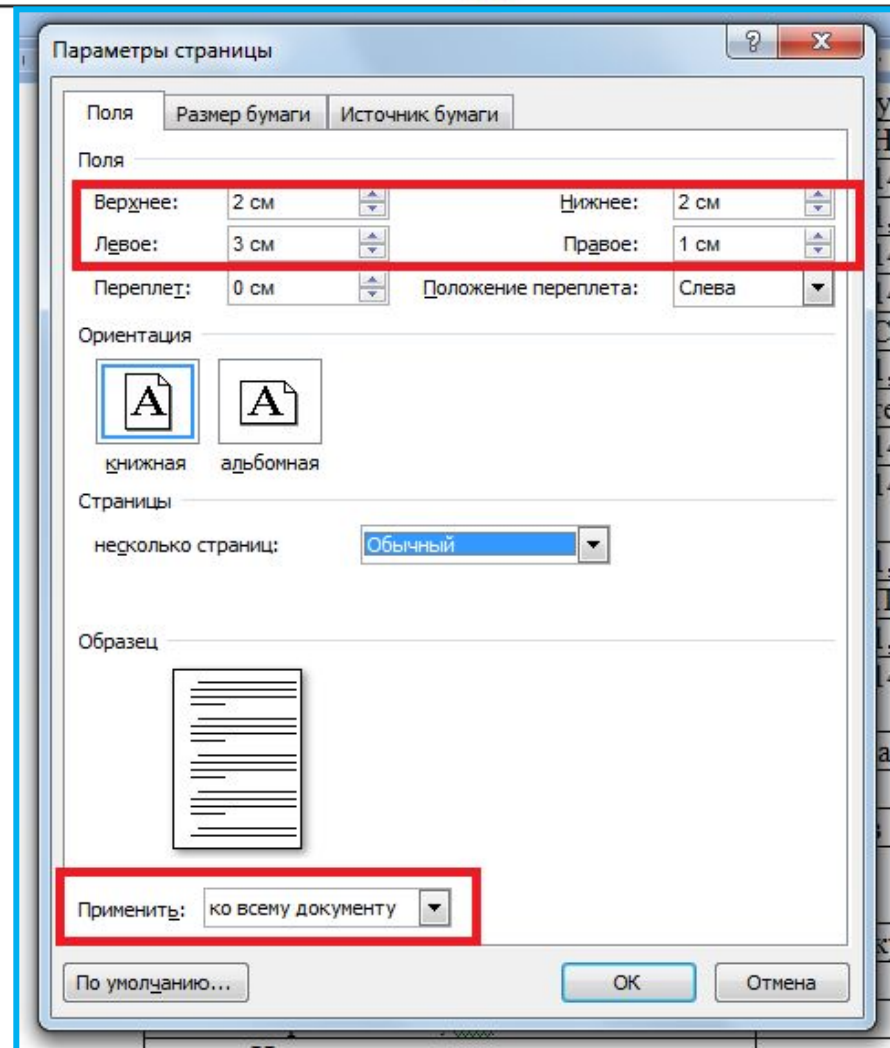 Параметры страницы
Поля Размер бумаги Источник бумаги
Поля
Верхнее: 2 см Нижнее: 2 см
Левое: 3 см Правое: 1 см
Переплет: 0 см Положение переплета: Слева
Ориентация
A A
книжная альбомная
Страницы
несколько страниц: Обычный
Образец
Применить: ко всему документу
По умолчанию... ОК Отмена